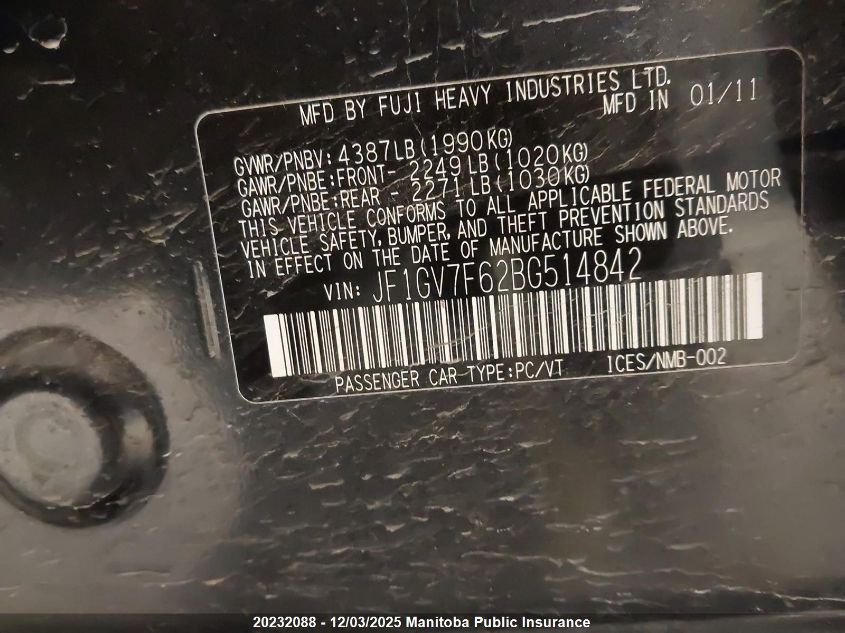 MFD BY FUJI HEAVY INDUSTRIES LTD.
MFD IN 01/11
GVWR/PNBV: 4387LB(1990KG)
GAWR/PNBE:FRONT- 2249LB(1020KG)
GAWR/PNBE:REAR - 2271LB(1030KG)
THIS VEHICLE CONFORMS TO ALL APPLICABLE FEDERAL MOTOR
VEHICLE SAFETY, BUMPER, AND THEFT PREVENTION STANDARDS
IN EFFECT ON THE DATE OF MANUFACTURE SHOWN ABOVE.
VIN: JF1GV7F62BG514842
PASSENGER CAR-TYPE:PC/VT ICES/NMB-002
20232088 - 12/03/2025 Manitoba Public Insurance